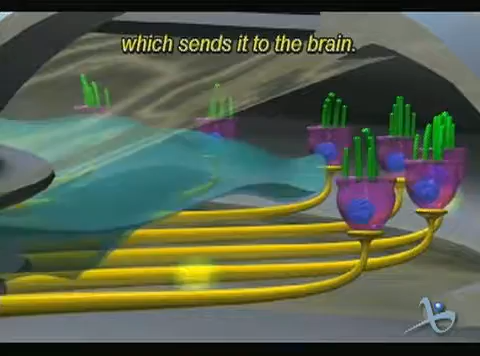 which sends it to the brain.